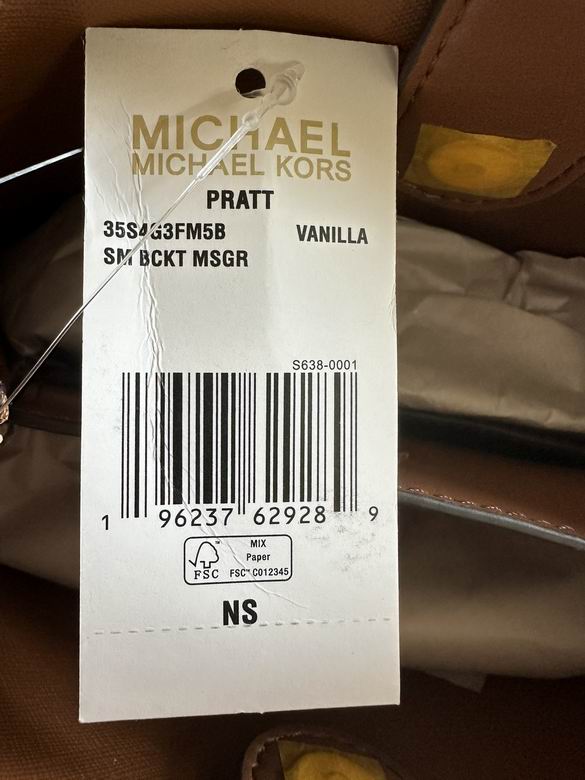 MICHAEL
MICHAEL KORS
PRATT
35S4G3FM5B VANILLA
SM BCKT MSGR
S638-0001
1 96237 62928 9
FSC™
MIX
Paper
FSC™ C012345
NS